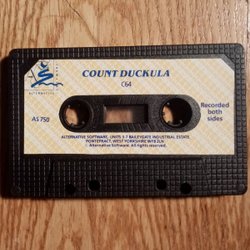 COUNT DUCKULA
C64
AS 750
Recorded
both
sides
ALTERNATIVE SOFTWARE. UNITS 3-7 BAILEYGATE INDUSTRIAL ESTATE,
PONTEFRACT, WEST YORKSHIRE WF8 2LN
Alternative Software. All rights reserved.